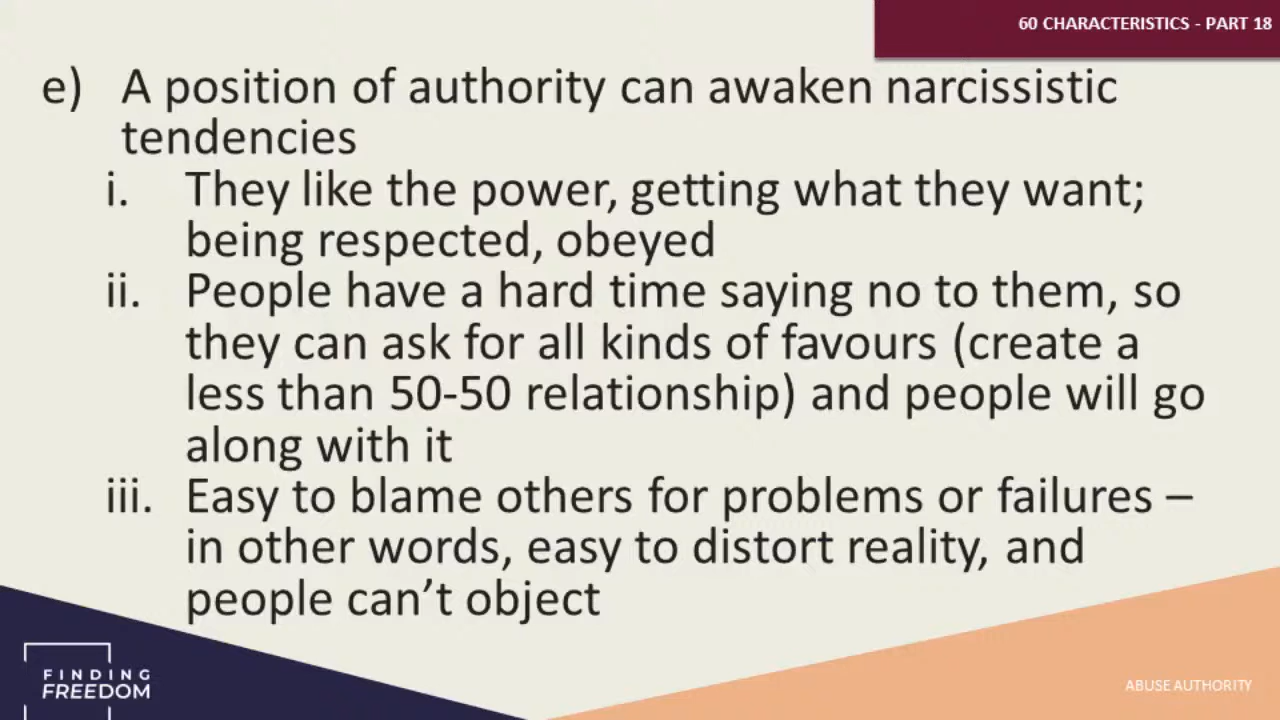 60 CHARACTERISTICS - PART 18
e) A position of authority can awaken narcissistic
tendencies
i. They like the power, getting what they want;
being respected, obeyed
ii. People have a hard time saying no to them, so
they can ask for all kinds of favours (create a
less than 50-50 relationship) and people will go
along with it
iii. Easy to blame others for problems or failures –
in other words, easy to distort reality, and
people can’t object
FINDING
FREEDOM
ABUSE AUTHORITY